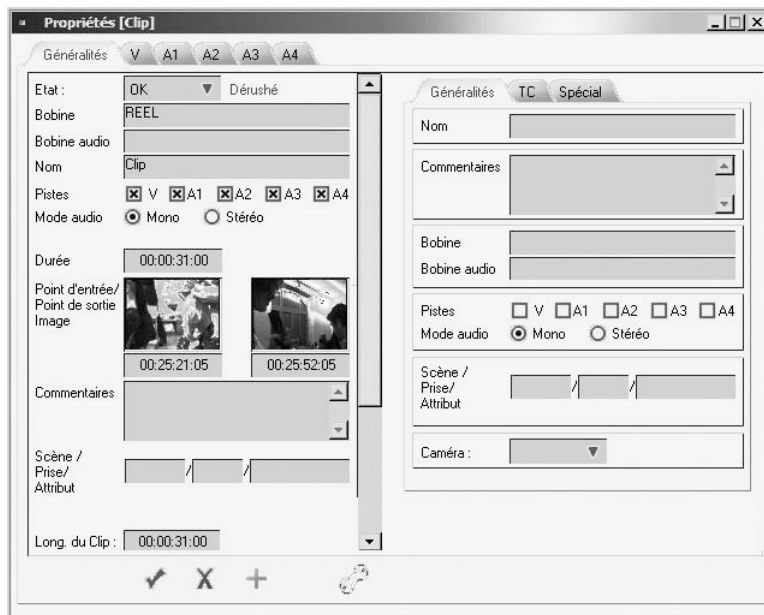 Propriétés [Clip]
Généralités V A1 A2 A3 A4
Etat : OK Dérushé
Bobine REEL
Bobine audio
Nom Clip
Pistes V A1 A2 A3 A4
Mode audio Mono Stéréo
Durée 00:00:31:00
Point d'entrée/
Point de sortie
Image
00:25:21:05 00:25:52:05
Commentaires
Scène /
Prise/
Attribut
/ /
Long. du Clip : 00:00:31:00
Généralités TC Spécial
Nom
Commentaires
Bobine
Bobine audio
Pistes V A1 A2 A3 A4
Mode audio Mono Stéréo
Scène /
Prise/
Attribut
/ /
Caméra :